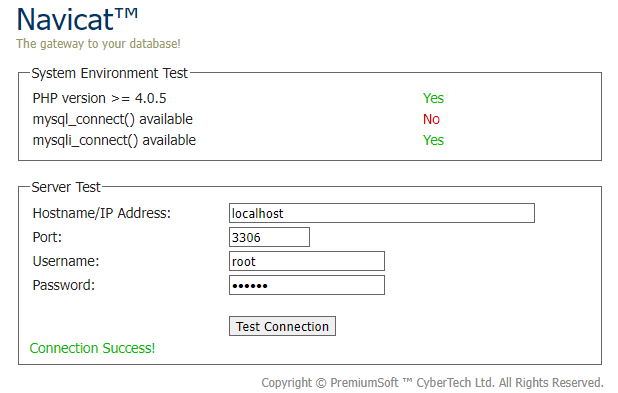 Navicat™
The gateway to your database!
System Environment Test
PHP version >= 4.0.5 Yes
mysql_connect() available No
mysqli_connect() available Yes
Server Test
Hostname/IP Address: localhost
Port: 3306
Username: root
Password: ••••••
Test Connection
Connection Success!
Copyright © PremiumSoft ™ CyberTech Ltd. All Rights Reserved.